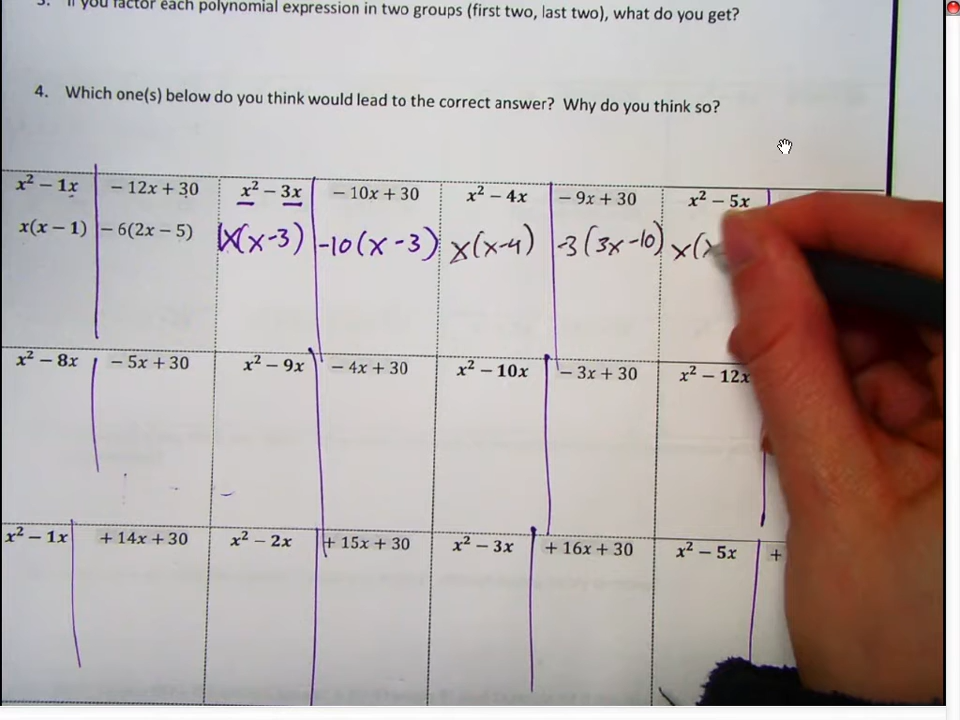 3. If you factor each polynomial expression in two groups (first two, last two), what do you get?
4. Which one(s) below do you think would lead to the correct answer? Why do you think so?
x² − 1x − 12x + 30 x² − 3x − 10x + 30 x² − 4x − 9x + 30 x² − 5x
x(x − 1) − 6(2x − 5) x(x-3) -10(x-3) x(x-4) -3(3x-10) x(x
x² − 8x − 5x + 30 x² − 9x − 4x + 30 x² − 10x − 3x + 30 x² − 12x
x² − 1x + 14x + 30 x² − 2x + 15x + 30 x² − 3x + 16x + 30 x² − 5x +